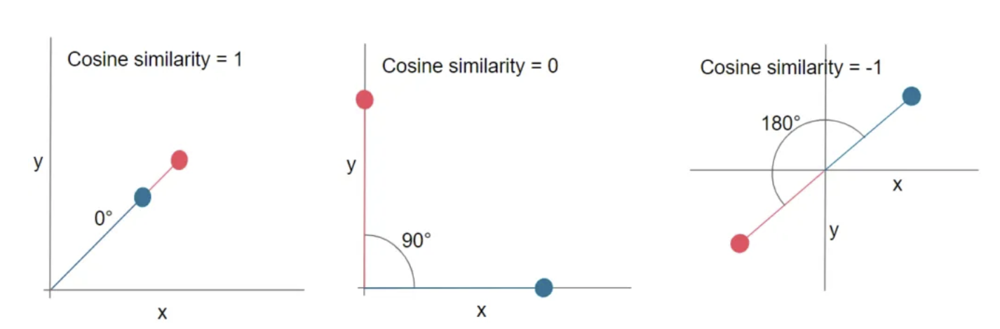 Cosine similarity = 1
y
0°
x
Cosine similarity = 0
y
90°
x
Cosine similarity = -1
180°
x
y